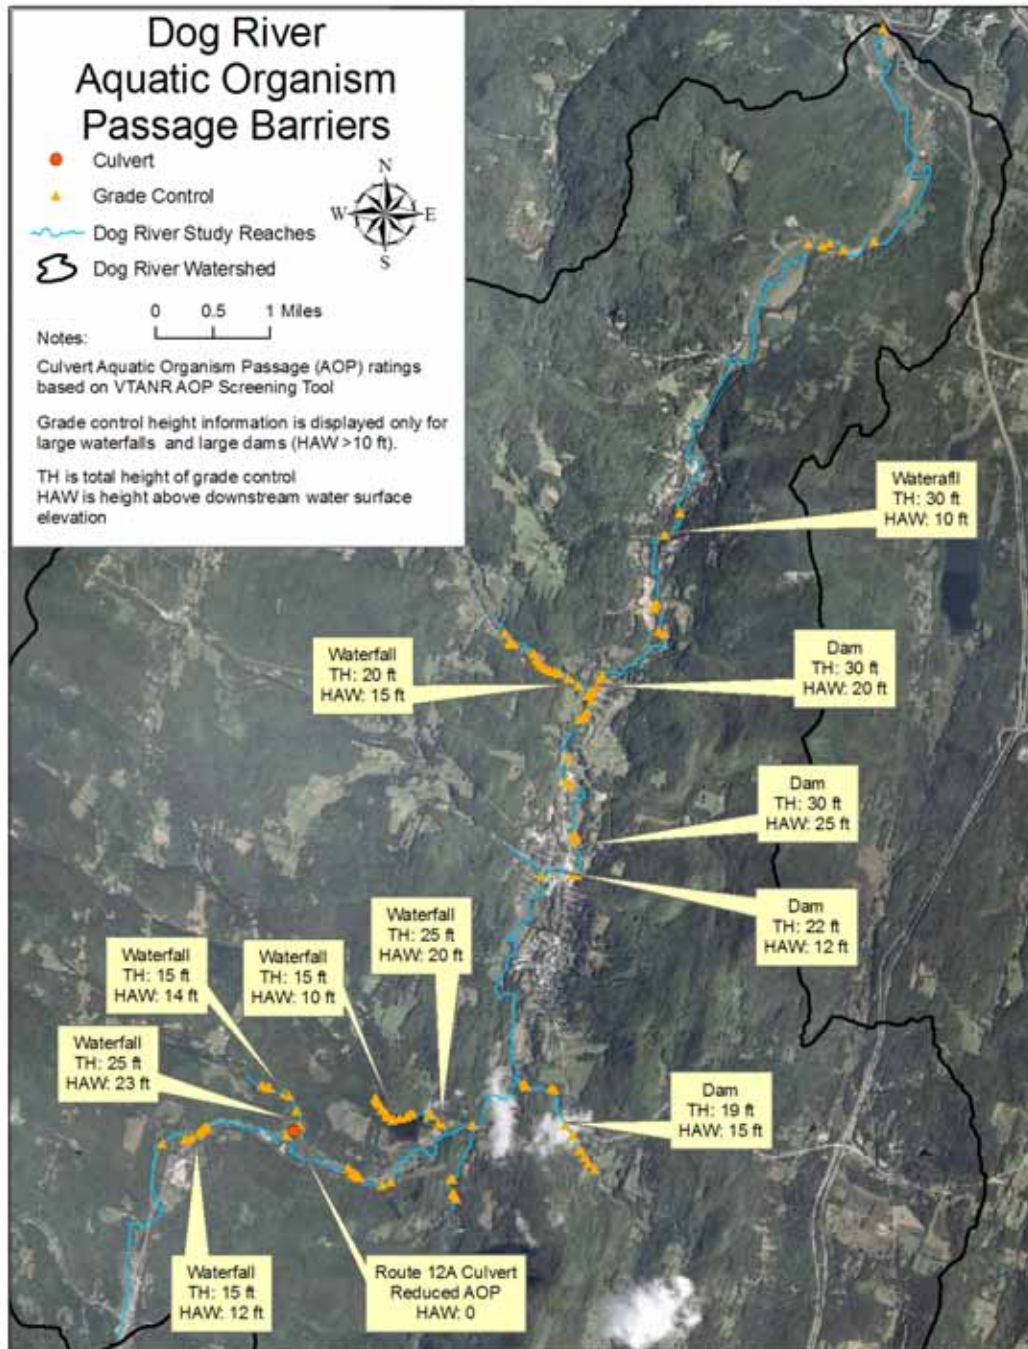 Dog River
Aquatic Organism
Passage Barriers
Culvert
Grade Control
Dog River Study Reaches
Dog River Watershed
N
W
E
S
0 0.5 1 Miles
Notes:
Culvert Aquatic Organism Passage (AOP) ratings
based on VTANR AOP Screening Tool
Grade control height information is displayed only for
large waterfalls and large dams (HAW >10 ft).
TH is total height of grade control
HAW is height above downstream water surface
elevation
Waterafll
TH: 30 ft
HAW: 10 ft
Waterfall
TH: 20 ft
HAW: 15 ft
Dam
TH: 30 ft
HAW: 20 ft
Dam
TH: 30 ft
HAW: 25 ft
Dam
TH: 22 ft
HAW: 12 ft
Waterfall
TH: 25 ft
HAW: 20 ft
Waterfall
TH: 15 ft
HAW: 14 ft
Waterfall
TH: 15 ft
HAW: 10 ft
Waterfall
TH: 25 ft
HAW: 23 ft
Dam
TH: 19 ft
HAW: 15 ft
Waterfall
TH: 15 ft
HAW: 12 ft
Route 12A Culvert
Reduced AOP
HAW: 0